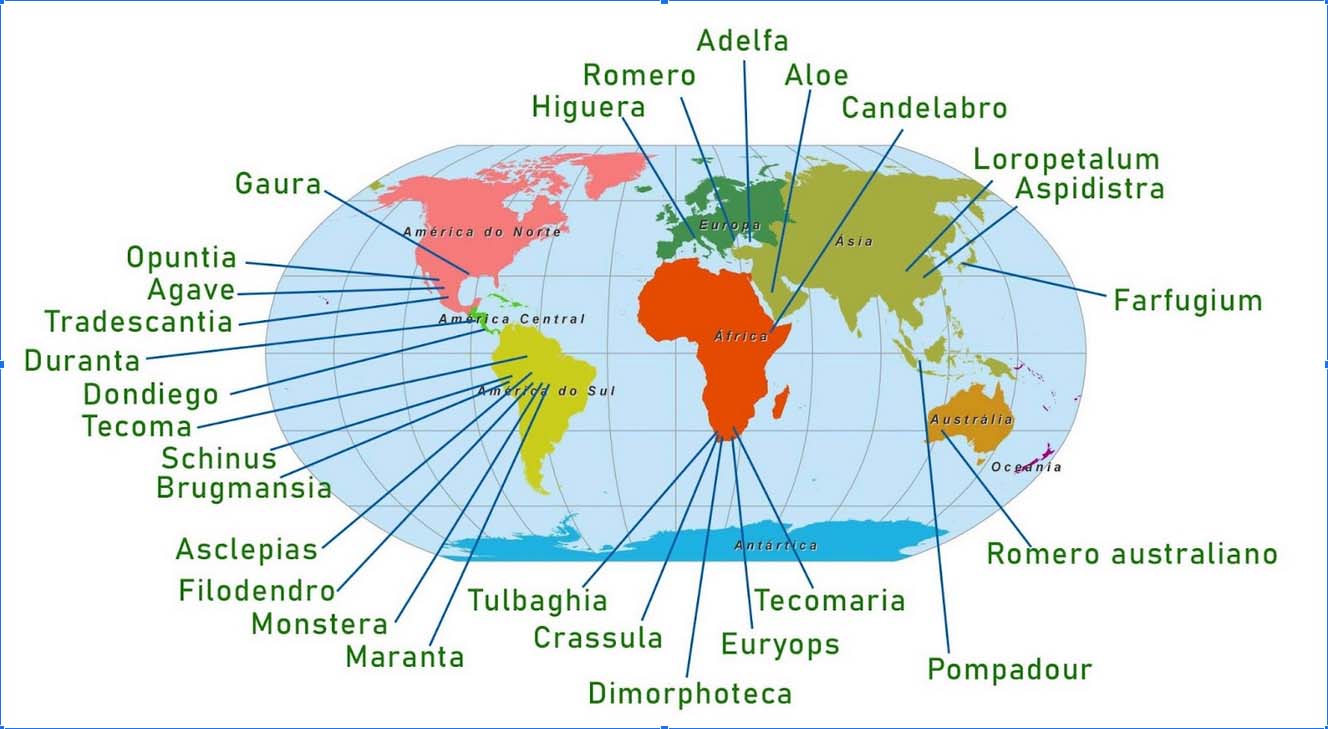 Adelfa
Romero
Aloe
Higuera
Candelabro
Loropetalum
Gaura
Aspidistra
Europa
América do Norte
Ásia
Opuntia
Agave
Farfugium
Tradescantia
América Central
África
Duranta
Dondiego
América do Sul
Tecoma
Austrália
Schinus
Oceania
Brugmansia
Asclepias
Antártica
Romero australiano
Filodendro
Tulbaghia
Tecomaria
Monstera
Crassula
Euryops
Maranta
Pompadour
Dimorphoteca